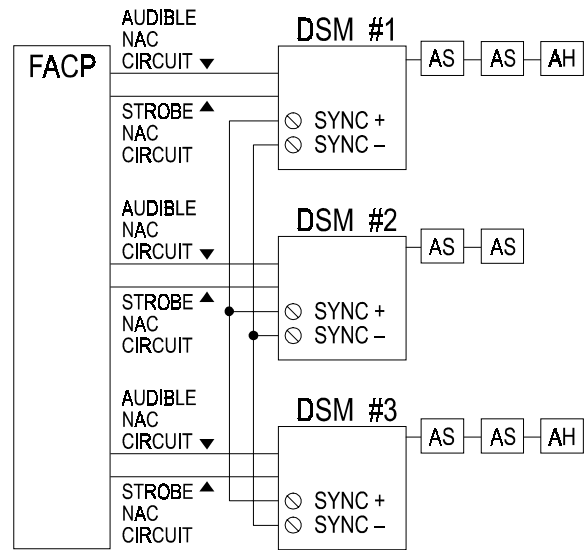 FACP
AUDIBLE
NAC
CIRCUIT ▼
STROBE ▲
NAC
CIRCUIT
DSM #1
SYNC +
SYNC –
AS AS AH
AUDIBLE
NAC
CIRCUIT ▼
STROBE ▲
NAC
CIRCUIT
DSM #2
SYNC +
SYNC –
AS AS
AUDIBLE
NAC
CIRCUIT ▼
STROBE ▲
NAC
CIRCUIT
DSM #3
SYNC +
SYNC –
AS AS AH